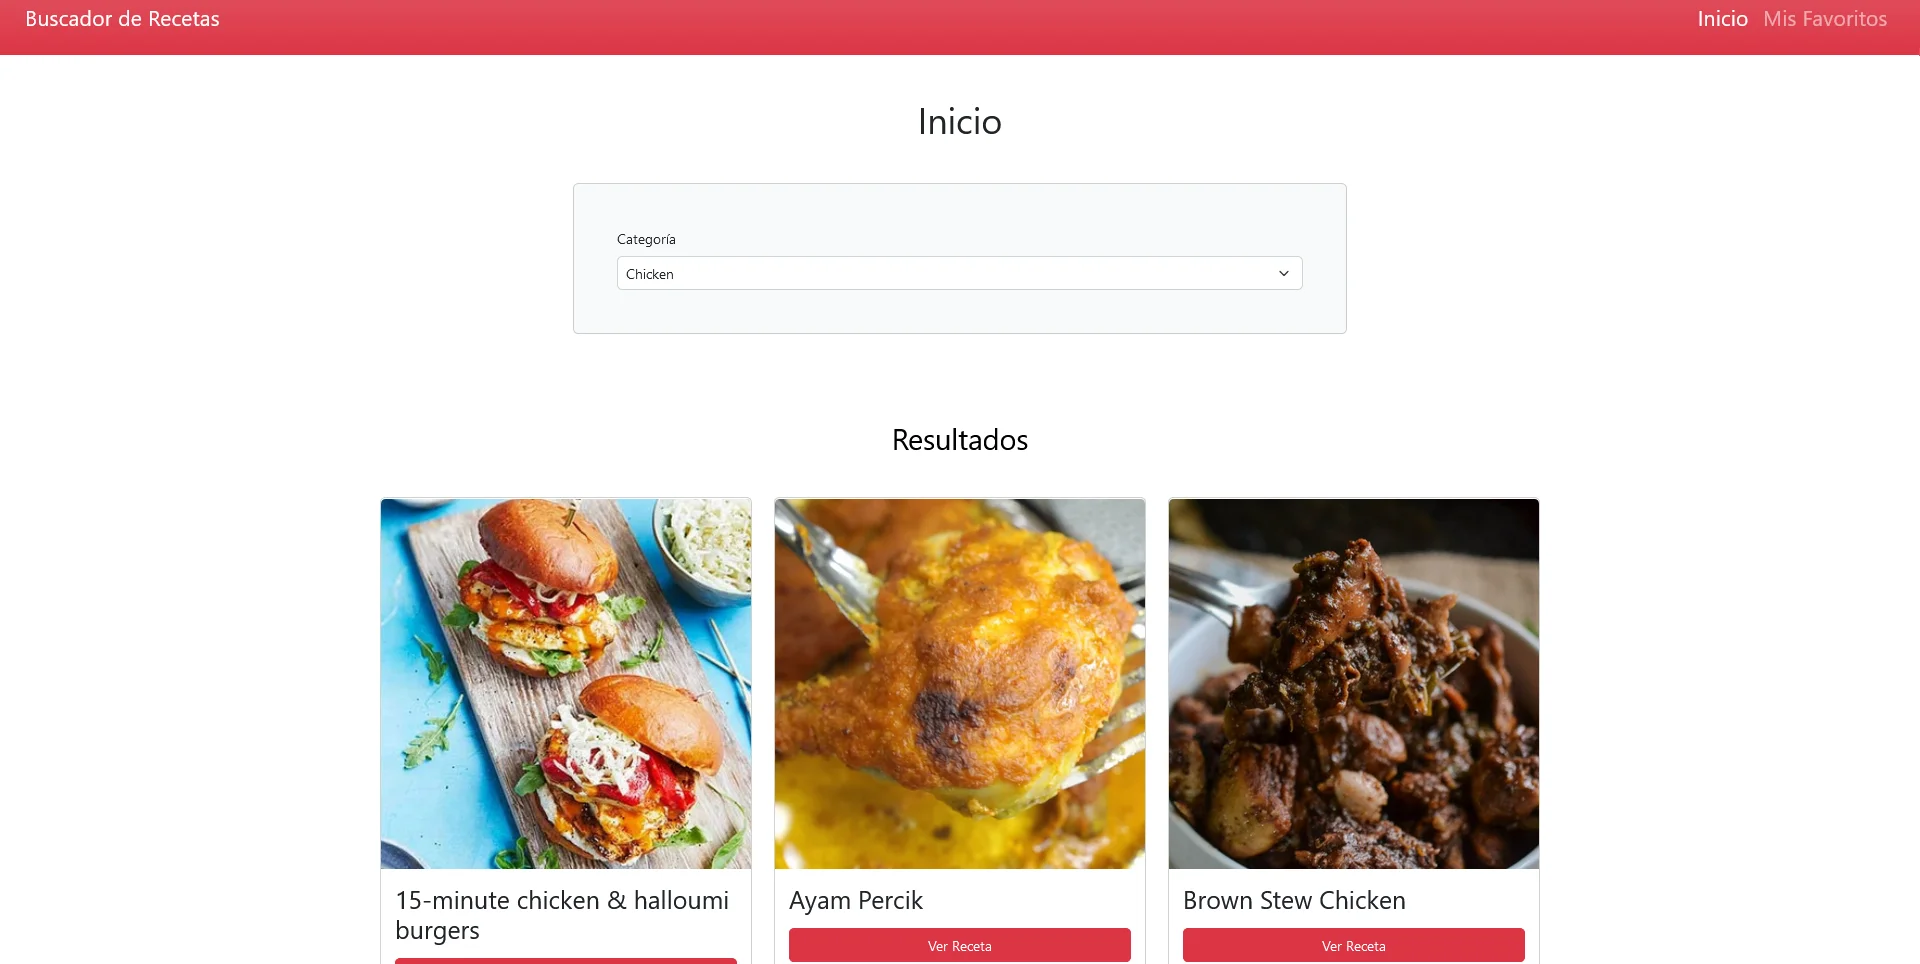 Buscador de Recetas
Inicio
Mis Favoritos
Inicio
Categoría
Chicken
Resultados
15-minute chicken & halloumi
burgers
Ayam Percik
Ver Receta
Brown Stew Chicken
Ver Receta